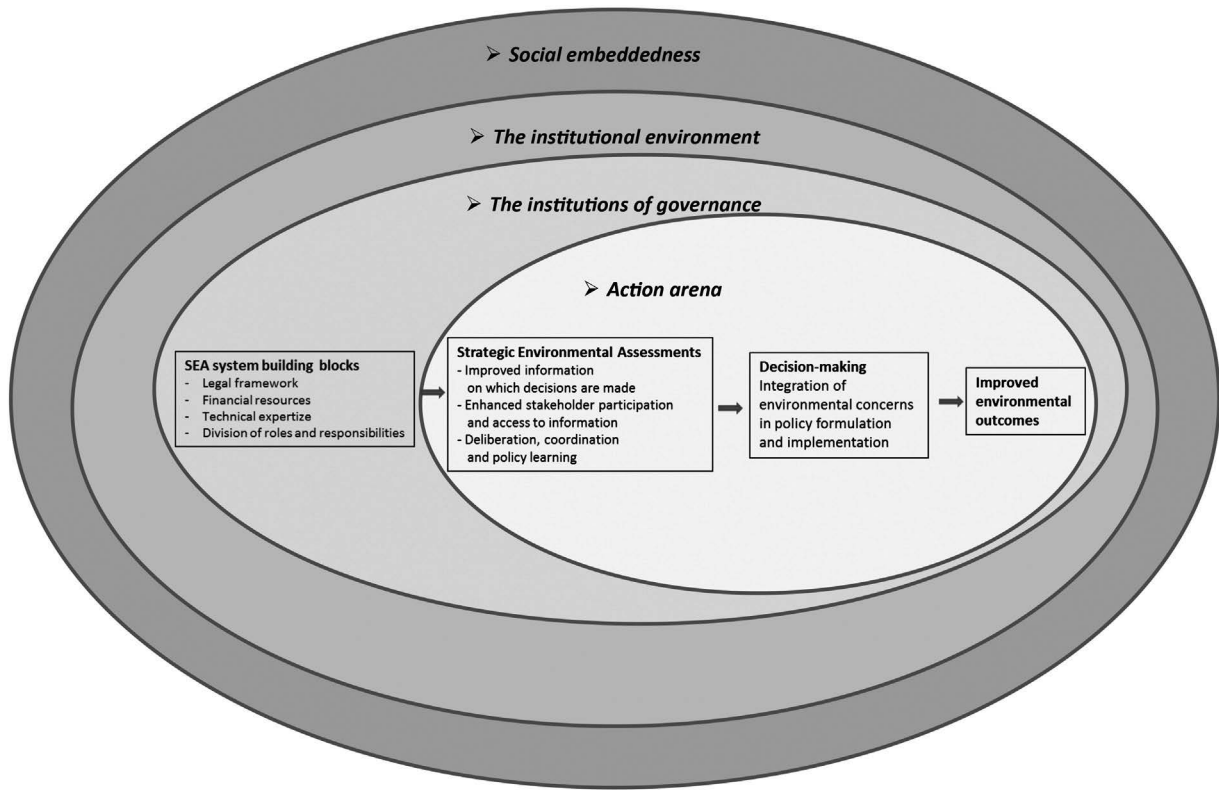 ➢ Social embeddedness
➢ The institutional environment
➢ The institutions of governance
➢ Action arena
SEA system building blocks
- Legal framework
- Financial resources
- Technical expertize
- Division of roles and responsibilities
Strategic Environmental Assessments
- Improved information
on which decisions are made
- Enhanced stakeholder participation
and access to information
- Deliberation, coordination
and policy learning
Decision-making
Integration of
environmental concerns
in policy formulation
and implementation
Improved
environmental
outcomes